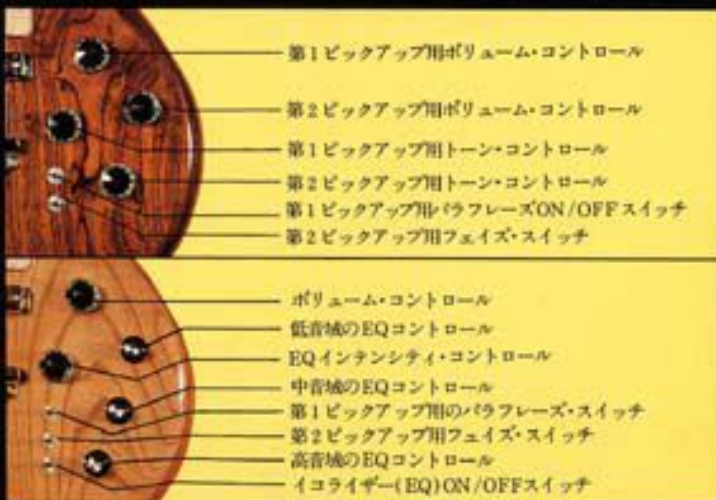 第1ピックアップ用ボリューム・コントロール
第2ピックアップ用ボリューム・コントロール
第1ピックアップ用トーン・コントロール
第2ピックアップ用トーン・コントロール
第1ピックアップ用パラフレーズON/OFFスイッチ
第2ピックアップ用フェイズ・スイッチ
ボリューム・コントロール
低音域のEQコントロール
EQインテンシティ・コントロール
中音域のEQコントロール
第1ピックアップ用のパラフレーズ・スイッチ
第2ピックアップ用フェイズ・スイッチ
高音域のEQコントロール
イコライザー(EQ)ON/OFFスイッチ